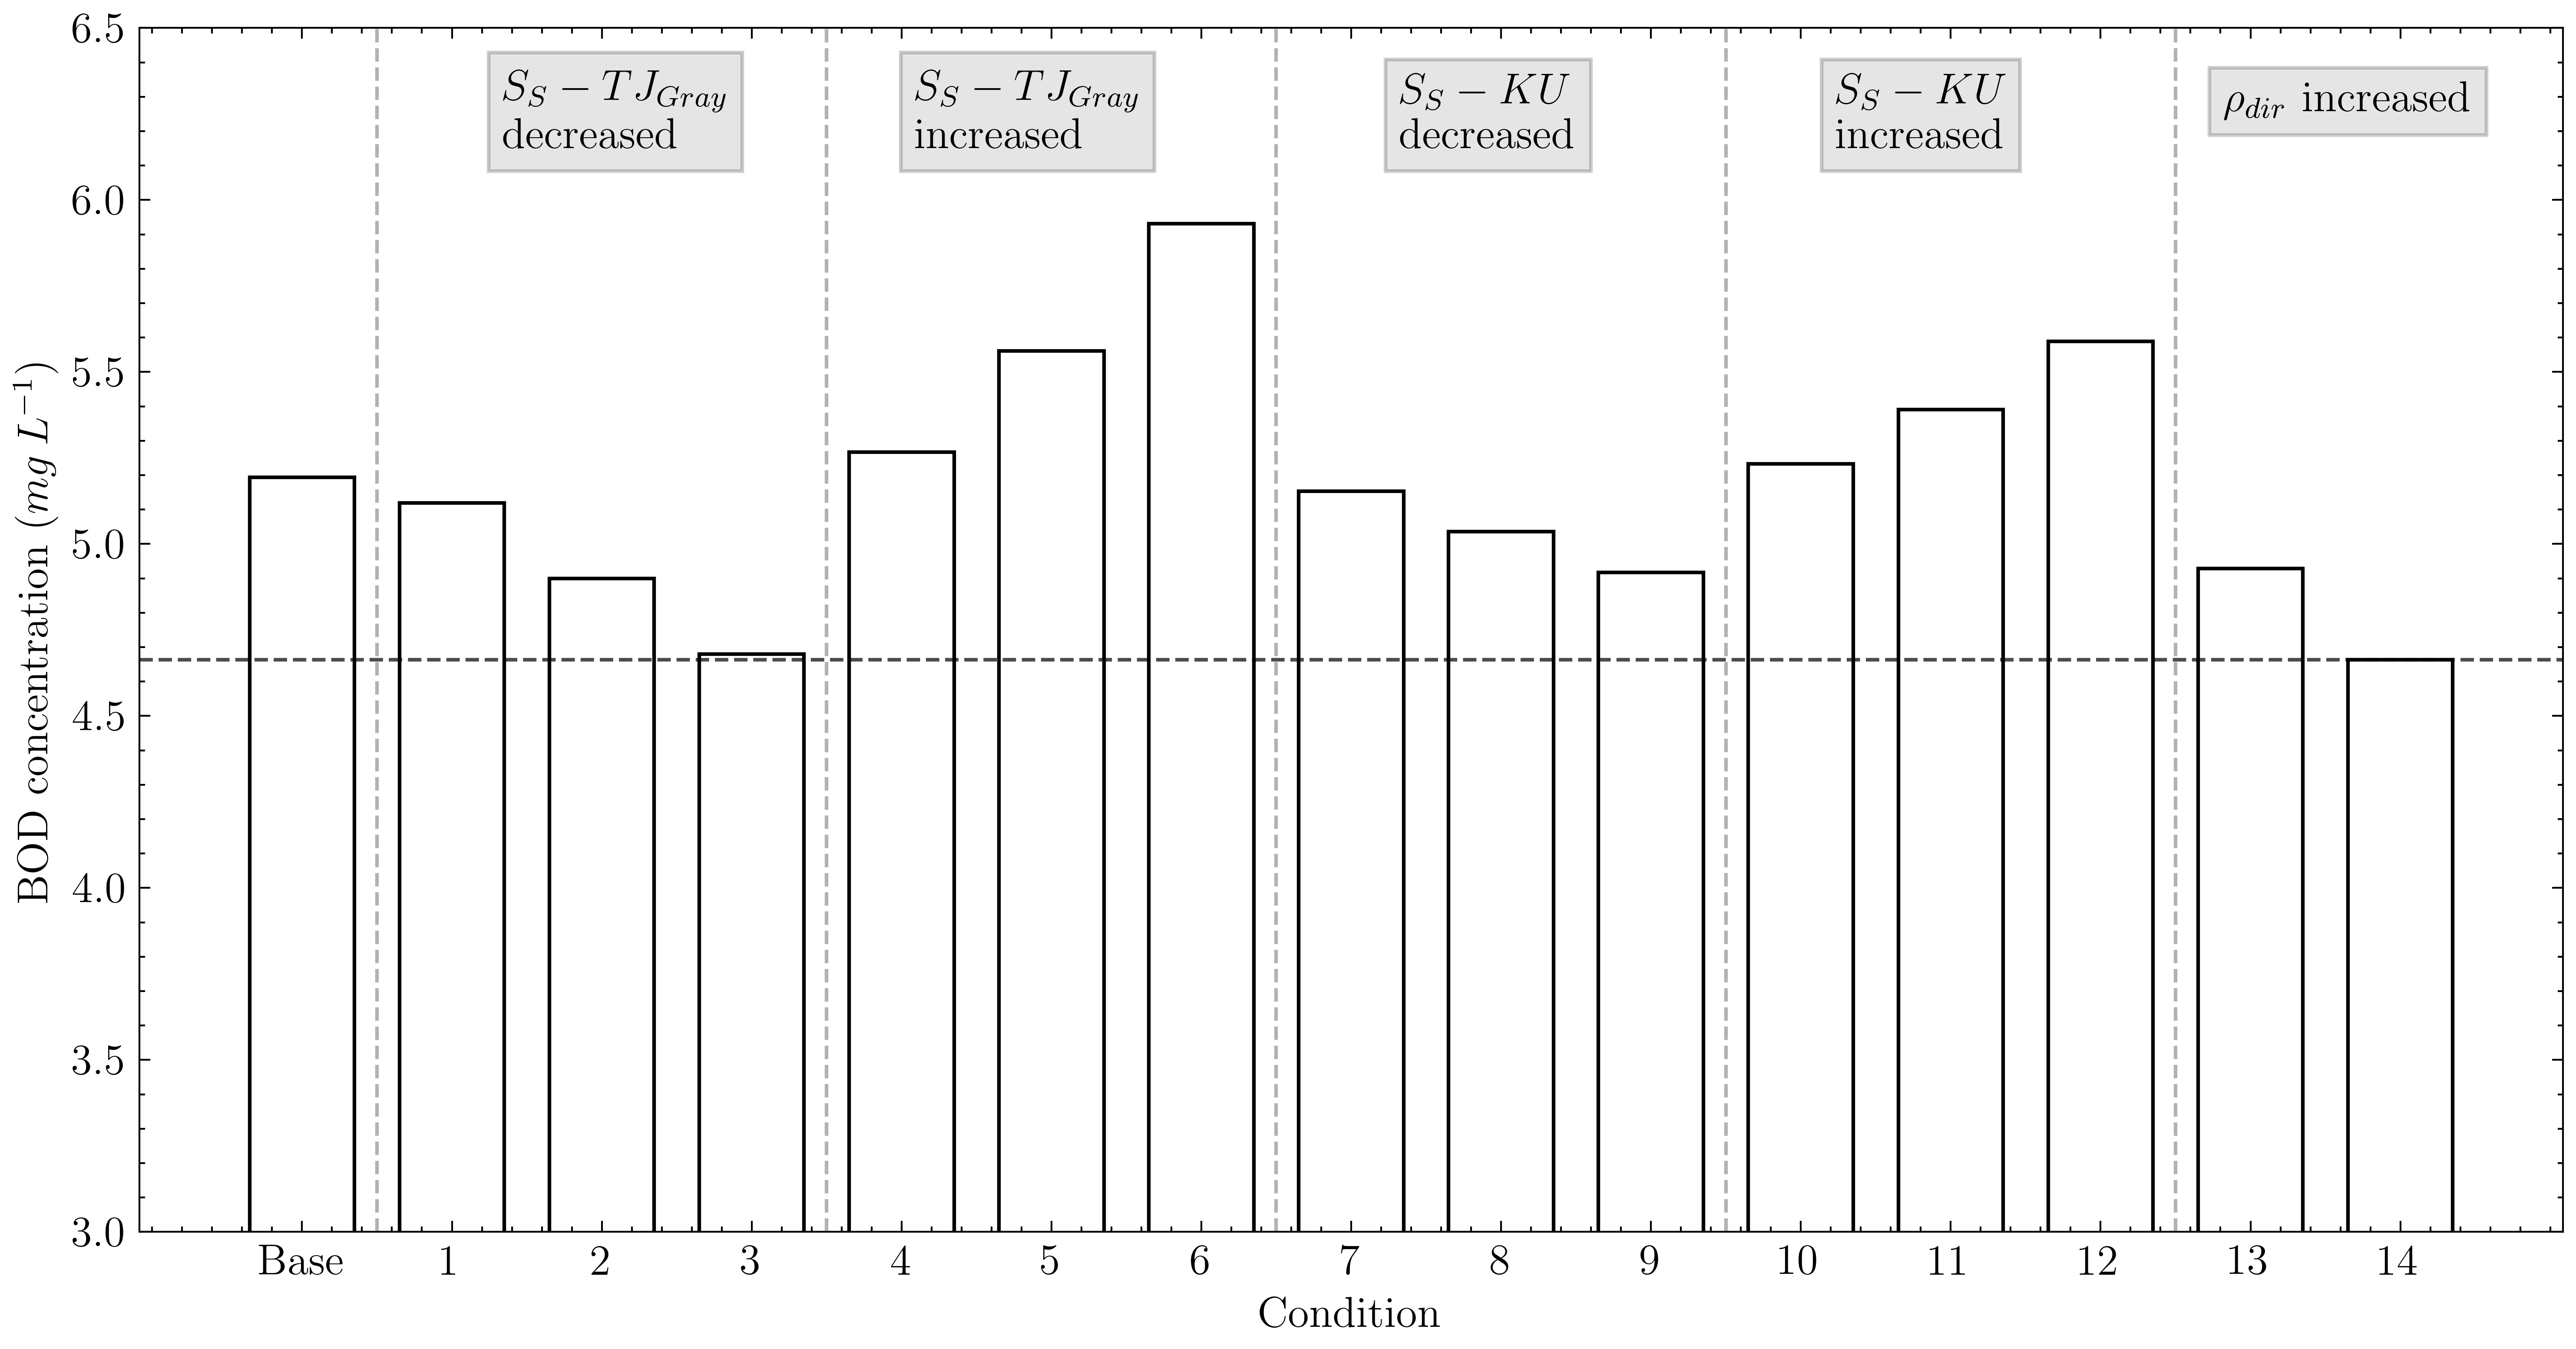 S_S − TJ_Gray
decreased
S_S − TJ_Gray
increased
S_S − KU
decreased
S_S − KU
increased
ρ_dir increased
BOD concentration (mg L⁻¹)
6.5
6.0
5.5
5.0
4.5
4.0
3.5
3.0
Base 1 2 3 4 5 6 7 8 9 10 11 12 13 14
Condition